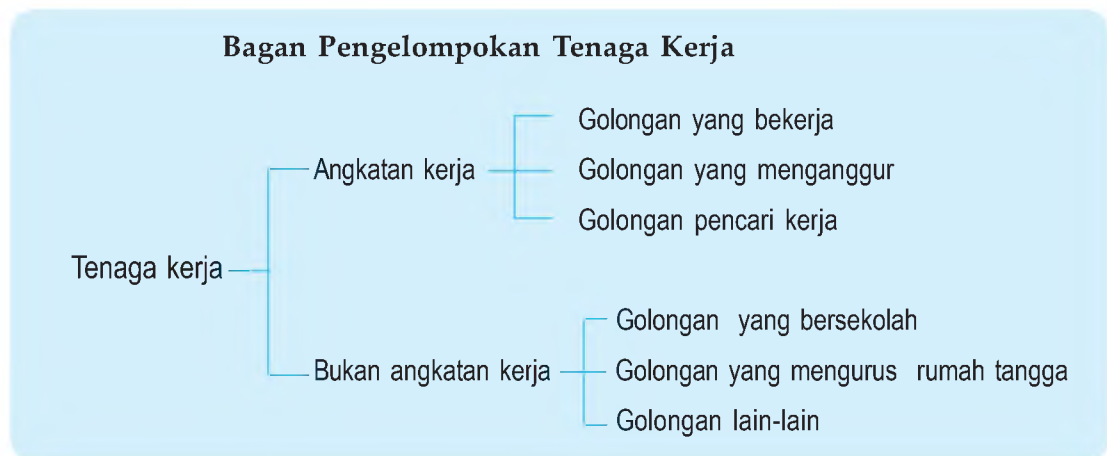 Bagan Pengelompokan Tenaga Kerja
Golongan yang bekerja
Angkatan kerja
Golongan yang menganggur
Golongan pencari kerja
Tenaga kerja
Golongan yang bersekolah
Bukan angkatan kerja
Golongan yang mengurus rumah tangga
Golongan lain-lain